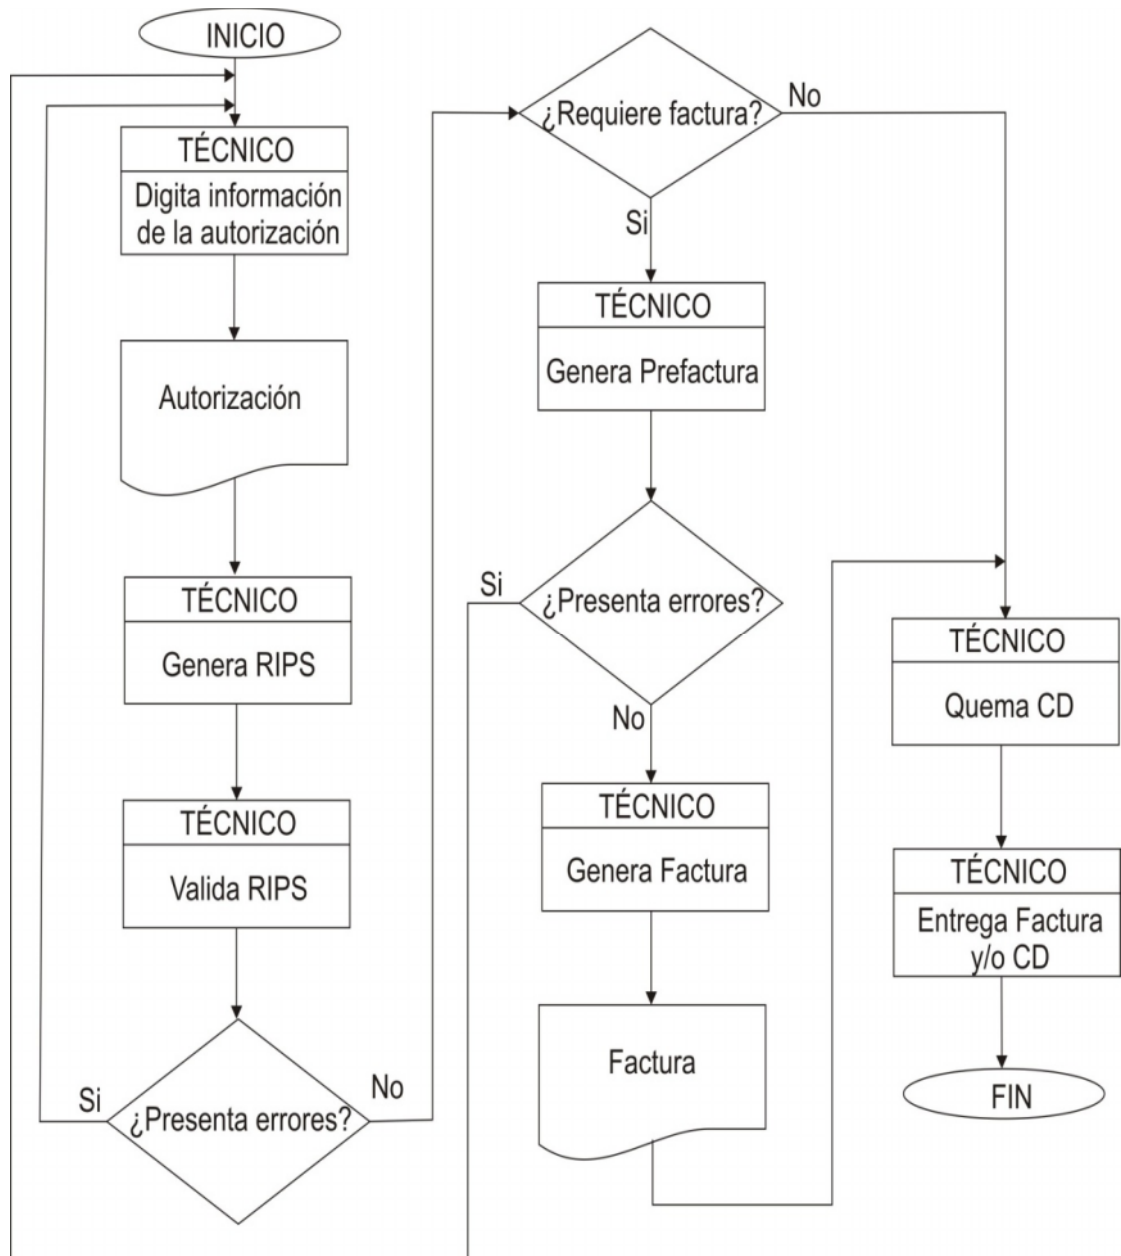 INICIO
TÉCNICO
Digita información
de la autorización
Autorización
TÉCNICO
Genera RIPS
TÉCNICO
Valida RIPS
¿Presenta errores?
Si
No
¿Requiere factura?
No
Si
TÉCNICO
Genera Prefactura
¿Presenta errores?
Si
No
TÉCNICO
Genera Factura
Factura
TÉCNICO
Quema CD
TÉCNICO
Entrega Factura
y/o CD
FIN